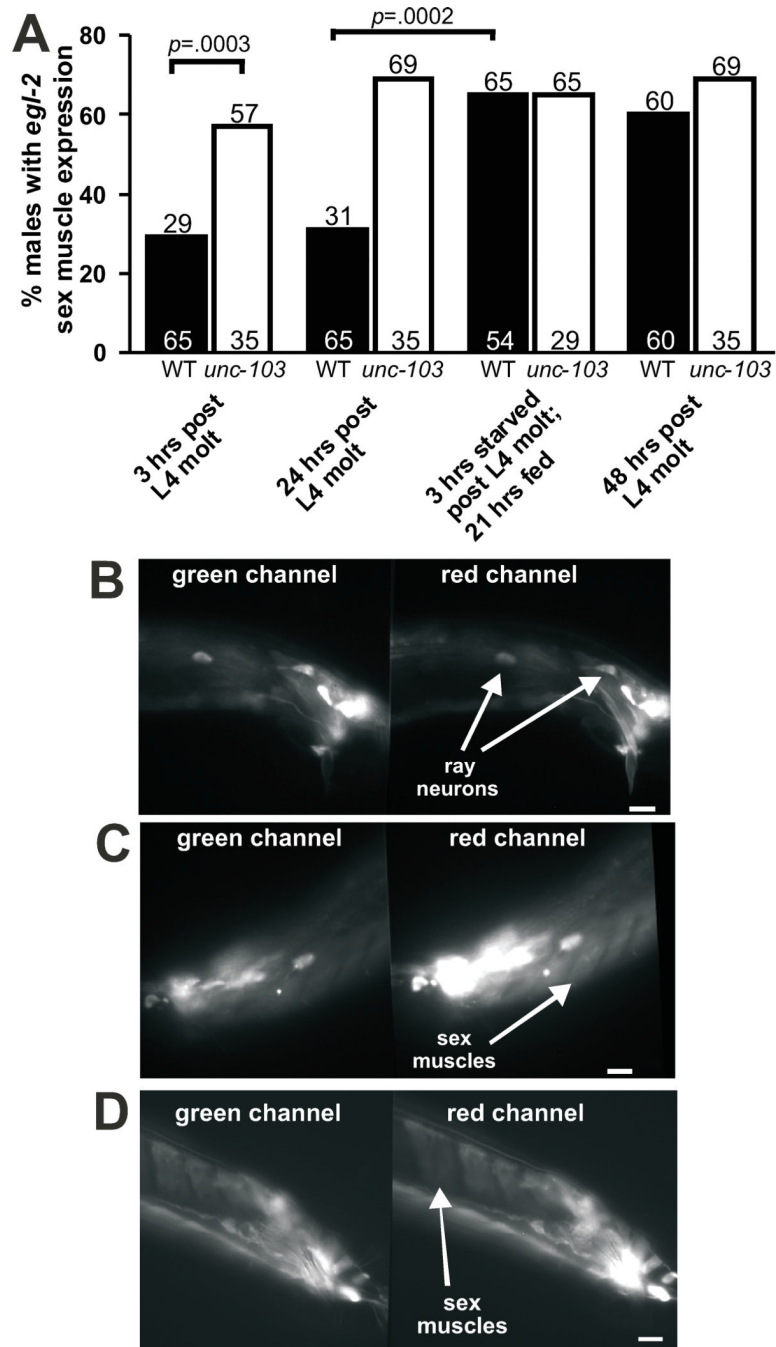 A
% males with egl-2
sex muscle expression
80
60
40
20
0
p=.0003
p=.0002
29
57
31
69
65
65
60
69
65
35
65
35
54
29
60
35
WT unc-103
WT unc-103
WT unc-103
WT unc-103
3 hrs post
L4 molt
24 hrs post
L4 molt
3 hrs starved
post L4 molt;
21 hrs fed
48 hrs post
L4 molt
B
green channel
red channel
ray
neurons
C
green channel
red channel
sex
muscles
D
green channel
red channel
sex
muscles